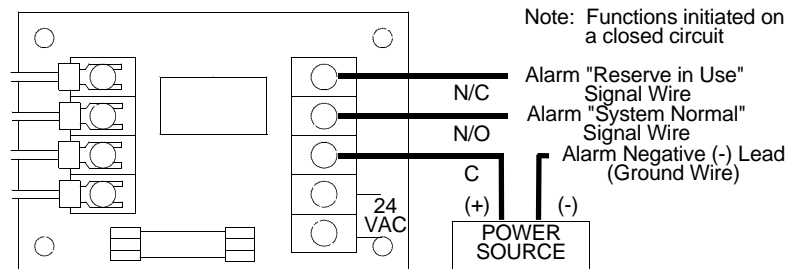 Note: Functions initiated on
a closed circuit
Alarm "Reserve in Use"
Signal Wire
N/C
Alarm "System Normal"
Signal Wire
N/O
Alarm Negative (-) Lead
(Ground Wire)
C
24
VAC
(+)
(-)
POWER
SOURCE